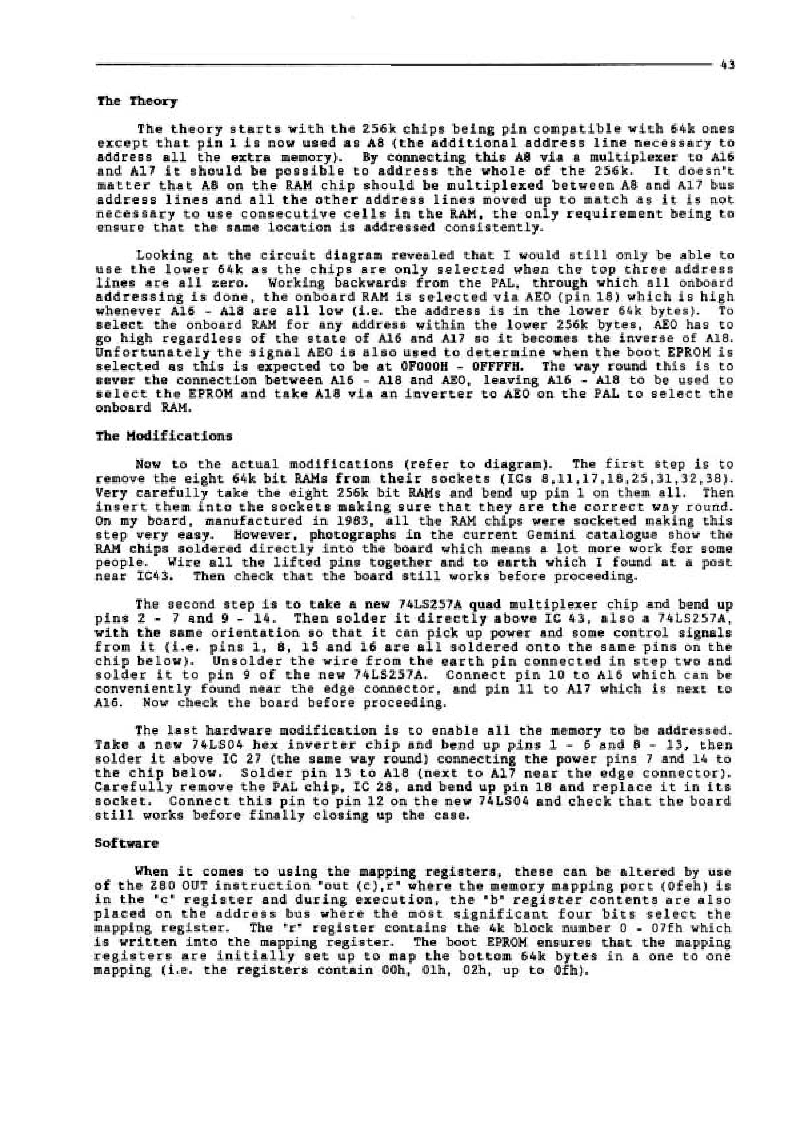 43
The Theory
The theory starts with the 256k chips being pin compatible with 64k ones
except that pin 1 is now used as A8 (the additional address line necessary to
address all the extra memory). By connecting this A8 via a multiplexer to A16
and A17 it should be possible to address the whole of the 256k. It doesn't
matter that A8 on the RAM chip should be multiplexed between A8 and A17 bus
address lines and all the other address lines moved up to match as it is not
necessary to use consecutive cells in the RAM, the only requirement being to
ensure that the same location is addressed consistently.
Looking at the circuit diagram revealed that I would still only be able to
use the lower 64k as the chips are only selected when the top three address
lines are all zero. Working backwards from the PAL, through which all onboard
addressing is done, the onboard RAM is selected via AEO (pin 18) which is high
whenever A16 - A18 are all low (i.e. the address is in the lower 64k bytes). To
select the onboard RAM for any address within the lower 256k bytes, AEO has to
go high regardless of the state of A16 and A17 so it becomes the inverse of A18.
Unfortunately the signal AEO is also used to determine when the boot EPROM is
selected as this is expected to be at 0F000H - 0FFFFH. The way round this is to
sever the connection between A16 - A18 and AEO, leaving A16 - A18 to be used to
select the EPROM and take A18 via an inverter to AEO on the PAL to select the
onboard RAM.
The Modifications
Now to the actual modifications (refer to diagram). The first step is to
remove the eight 64k bit RAMs from their sockets (ICs 8,11,17,18,25,31,32,38).
Very carefully take the eight 256k bit RAMs and bend up pin 1 on them all. Then
insert them into the sockets making sure that they are the correct way round.
On my board, manufactured in 1983, all the RAM chips were socketed making this
step very easy. However, photographs in the current Gemini catalogue show the
RAM chips soldered directly into the board which means a lot more work for some
people. Wire all the lifted pins together and to earth which I found at a post
near IC43. Then check that the board still works before proceeding.
The second step is to take a new 74LS257A quad multiplexer chip and bend up
pins 2 - 7 and 9 - 14. Then solder it directly above IC 43, also a 74LS257A,
with the same orientation so that it can pick up power and some control signals
from it (i.e. pins 1, 8, 15 and 16 are all soldered onto the same pins on the
chip below). Unsolder the wire from the earth pin connected in step two and
solder it to pin 9 of the new 74LS257A. Connect pin 10 to A16 which can be
conveniently found near the edge connector, and pin 11 to A17 which is next to
A16. Now check the board before proceeding.
The last hardware modification is to enable all the memory to be addressed.
Take a new 74LS04 hex inverter chip and bend up pins 1 - 6 and 8 - 13, then
solder it above IC 27 (the same way round) connecting the power pins 7 and 14 to
the chip below. Solder pin 13 to A18 (next to A17 near the edge connector).
Carefully remove the PAL chip, IC 28, and bend up pin 18 and replace it in its
socket. Connect this pin to pin 12 on the new 74LS04 and check that the board
still works before finally closing up the case.
Software
When it comes to using the mapping registers, these can be altered by use
of the Z80 OUT instruction "out (c),r" where the memory mapping port (0feh) is
in the "c" register and during execution, the "b" register contents are also
placed on the address bus where the most significant four bits select the
mapping register. The "r" register contains the 4k block number 0 - 07fh which
is written into the mapping register. The boot EPROM ensures that the mapping
registers are initially set up to map the bottom 64k bytes in a one to one
mapping (i.e. the registers contain 00h, 01h, 02h, up to 0fh).